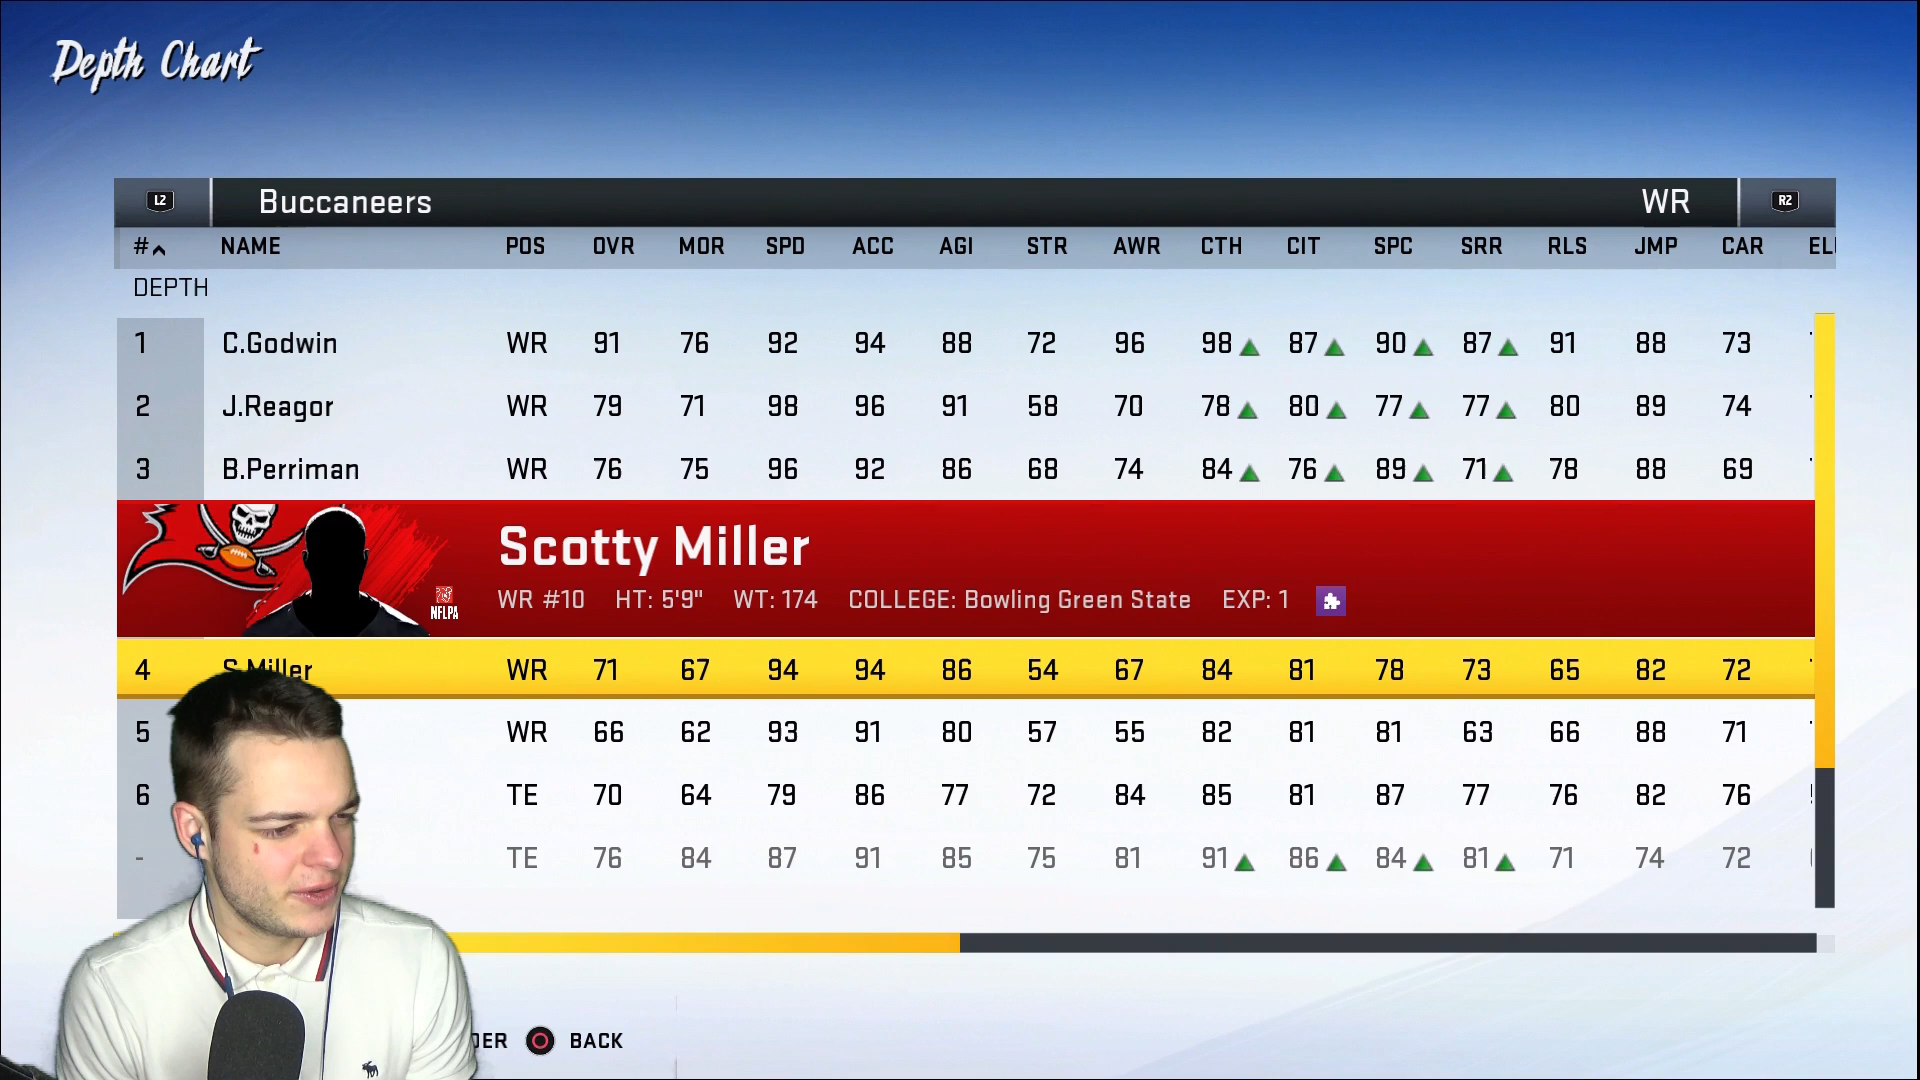 Depth Chart
L2 Buccaneers WR R2
# NAME POS OVR MOR SPD ACC AGI STR AWR CTH CIT SPC SRR RLS JMP CAR
DEPTH
1 C.Godwin WR 91 76 92 94 88 72 96 98 87 90 87 91 88 73
2 J.Reagor WR 79 71 98 96 91 58 70 78 80 77 77 80 89 74
3 B.Perriman WR 76 75 96 92 86 68 74 84 76 89 71 78 88 69
Scotty Miller
NFLPA WR #10 HT: 5'9" WT: 174 COLLEGE: Bowling Green State EXP: 1
4 S.Miller WR 71 67 94 94 86 54 67 84 81 78 73 65 82 72
5 WR 66 62 93 91 80 57 55 82 81 81 63 66 88 71
6 TE 70 64 79 86 77 72 84 85 81 87 77 76 82 76
- TE 76 84 87 91 85 75 81 91 86 84 81 71 74 72
BACK